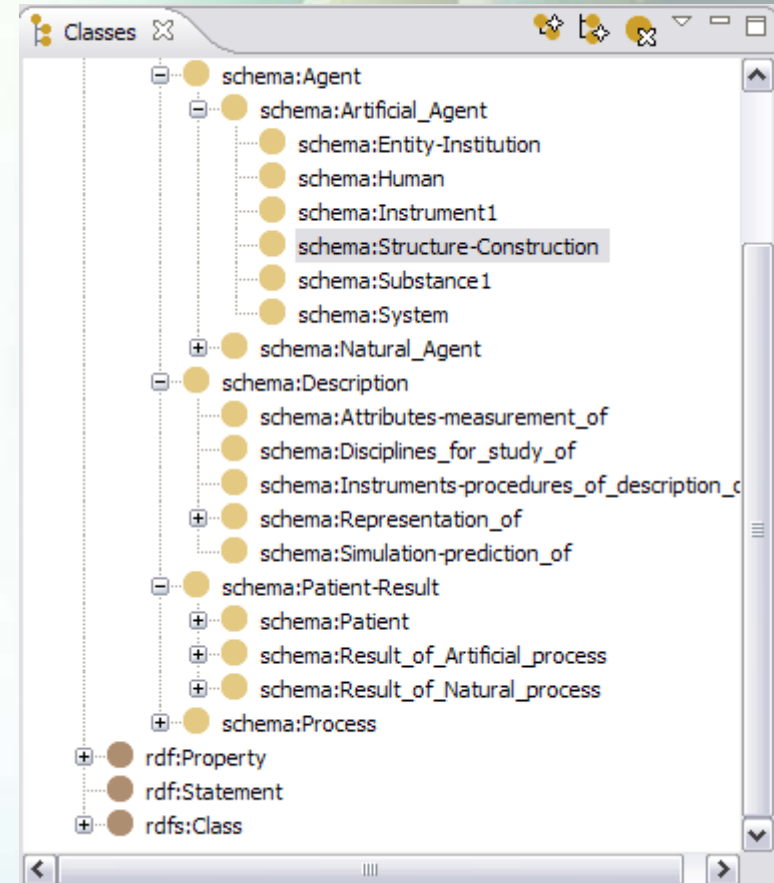 Classes
schema:Agent
schema:Artificial_Agent
schema:Entity-Institution
schema:Human
schema:Instrument1
schema:Structure-Construction
schema:Substance1
schema:System
schema:Natural_Agent
schema:Description
schema:Attributes-measurement_of
schema:Disciplines_for_study_of
schema:Instruments-procedures_of_description_
schema:Representation_of
schema:Simulation-prediction_of
schema:Patient-Result
schema:Patient
schema:Result_of_Artificial_process
schema:Result_of_Natural_process
schema:Process
rdf:Property
rdf:Statement
rdfs:Class